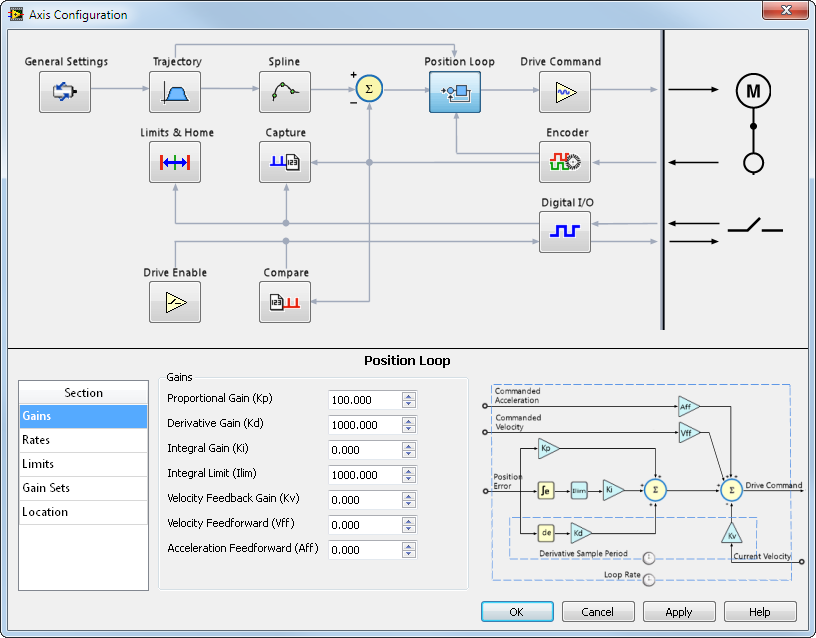 Axis Configuration
General Settings
Trajectory
Spline
Position Loop
Drive Command
+
Σ
−
M
Limits & Home
Capture
Encoder
123
Digital I/O
Drive Enable
Compare
123
Position Loop
Section
Gains
Rates
Limits
Gain Sets
Location
Gains
Proportional Gain (Kp) 100.000
Derivative Gain (Kd) 1000.000
Integral Gain (Ki) 0.000
Integral Limit (Ilim) 1000.000
Velocity Feedback Gain (Kv) 0.000
Velocity Feedforward (Vff) 0.000
Acceleration Feedforward (Aff) 0.000
Commanded
Acceleration
Aff
Commanded
Velocity
Vff
Kp
Position
Error
∫e
Ilim
Ki
Σ
Σ
Drive Command
de
Kd
Kv
Derivative Sample Period
Current Velocity
Loop Rate
OK
Cancel
Apply
Help